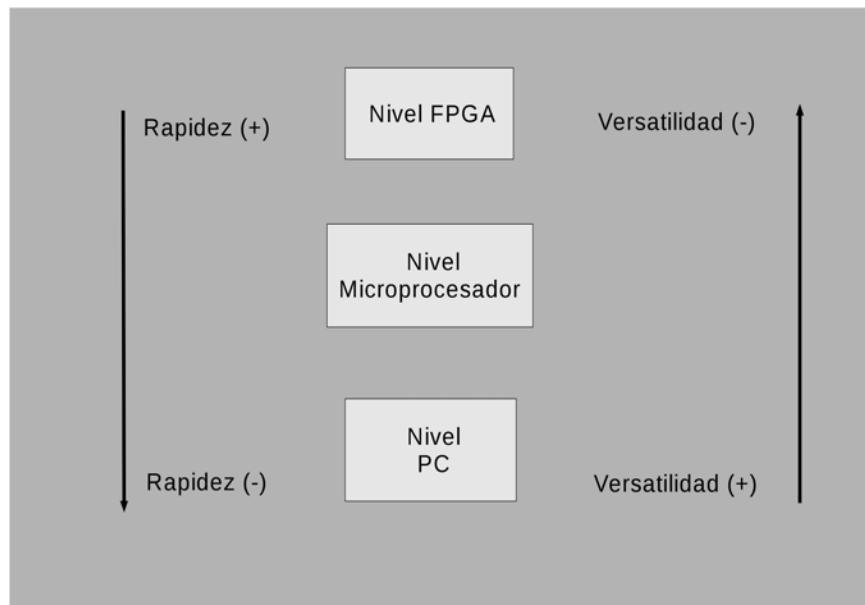 Nivel FPGA
Rapidez (+)
Versatilidad (-)
Nivel
Microprocesador
Nivel
PC
Rapidez (-)
Versatilidad (+)